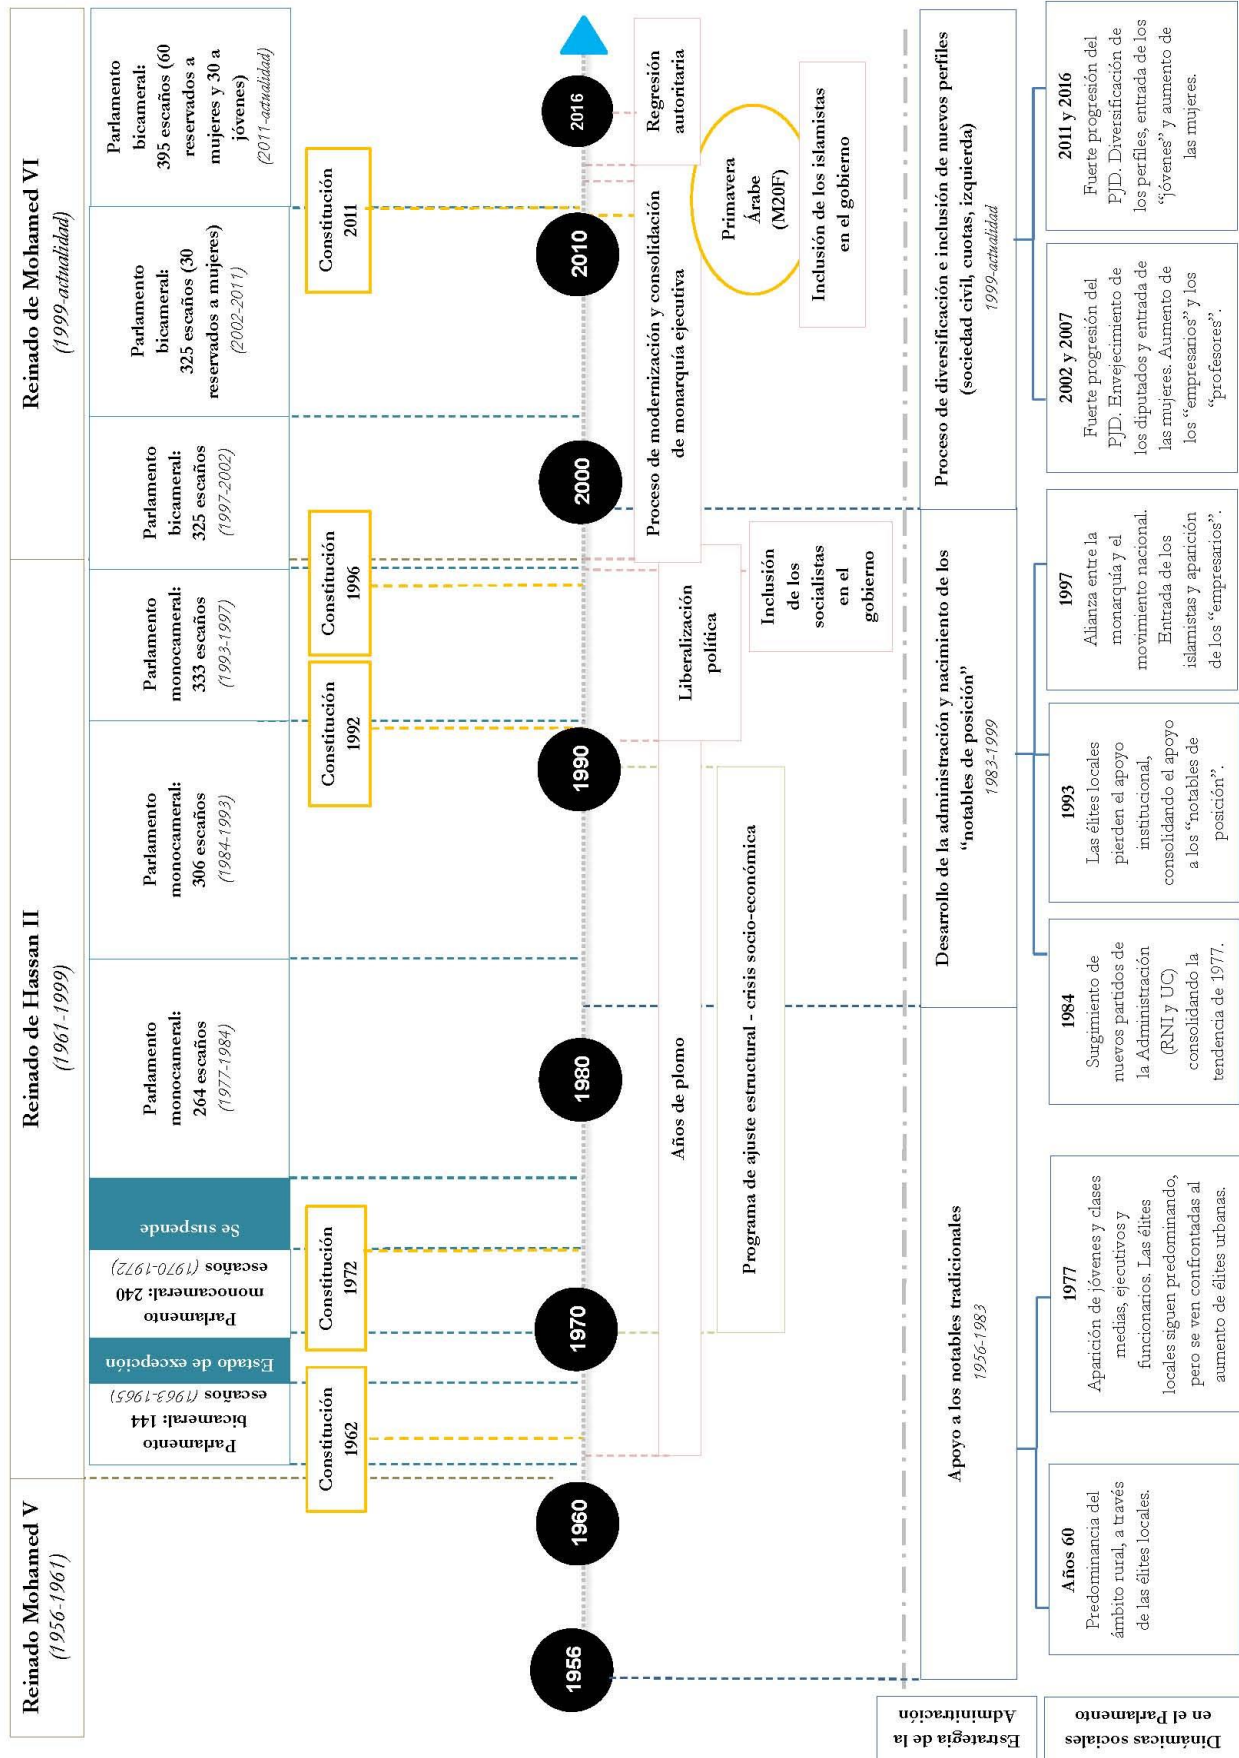 Reinado Mohamed V
(1956-1961)
Reinado de Hassan II
(1961-1999)
Reinado de Mohamed VI
(1999-actualidad)
Parlamento
bicameral: 144
escaños (1963-1965)
Estado de excepción
Parlamento
monocameral: 240
escaños (1970-1972)
Se suspende
Parlamento
monocameral:
264 escaños
(1977-1984)
Parlamento
monocameral:
306 escaños
(1984-1993)
Parlamento
monocameral:
333 escaños
(1993-1997)
Parlamento
bicameral:
325 escaños
(1997-2002)
Parlamento
bicameral:
325 escaños (30
reservados a mujeres)
(2002-2011)
Parlamento
bicameral:
395 escaños (60
reservados a
mujeres y 30 a
jóvenes)
(2011-actualidad)
Constitución
1962
Constitución
1972
Constitución
1992
Constitución
1996
Constitución
2011
1956
1960
1970
1980
1990
2000
2010
2016
Años de plomo
Liberalización
política
Proceso de modernización y consolidación
de monarquía ejecutiva
Regresión
autoritaria
Programa de ajuste estructural - crisis socio-económica
Inclusión
de los
socialistas
en el
gobierno
Primavera
Árabe
(M20F)
Inclusión de los islamistas
en el gobierno
Estrategia de la
Adminitración
Apoyo a los notables tradicionales
1956-1983
Desarrollo de la administración y nacimiento de los
“notables de posición”
1983-1999
Proceso de diversificación e inclusión de nuevos perfiles
(sociedad civil, cuotas, izquierda)
1999-actualidad
Dinámicas sociales
en el Parlamento
Años 60
Predominancia del
ámbito rural, a través
de las élites locales.
1977
Aparición de jóvenes y clases
medias, ejecutivos y
funcionarios. Las élites
locales siguen predominando,
pero se ven confrontadas al
aumento de élites urbanas.
1984
Surgimiento de
nuevos partidos de
la Administración
(RNI y UC)
consolidando la
tendencia de 1977.
1993
Las élites locales
pierden el apoyo
institucional,
consolidando el apoyo
a los “notables de
posición”.
1997
Alianza entre la
monarquía y el
movimiento nacional.
Entrada de los
islamistas y aparición
de los “empresarios”.
2002 y 2007
Fuerte progresión del
PJD. Envejecimiento de
los diputados y entrada de
las mujeres. Aumento de
los “empresarios” y los
“profesores”.
2011 y 2016
Fuerte progresión del
PJD. Diversificación de
los perfiles, entrada de los
“jóvenes” y aumento de
las mujeres.